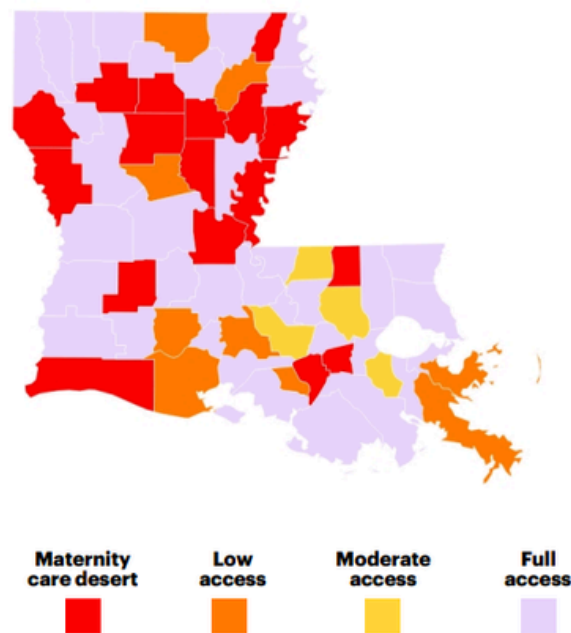 Maternity care desert
Low access
Moderate access
Full access